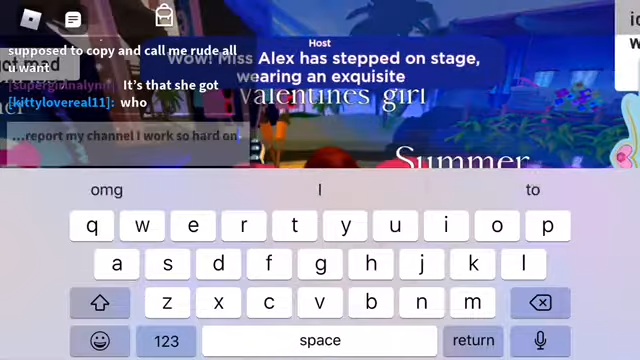 supposed to copy and call me rude all
u want
[supergirlnalynn]: It's that she got
[kittylovereal11]: who
...report my channel I work so hard on
Host
Wow! Miss Alex has stepped on stage,
wearing an exquisite
Valentines girl
Summer
omg I to
q w e r t y u i o p
a s d f g h j k l
z x c v b n m
123 space return